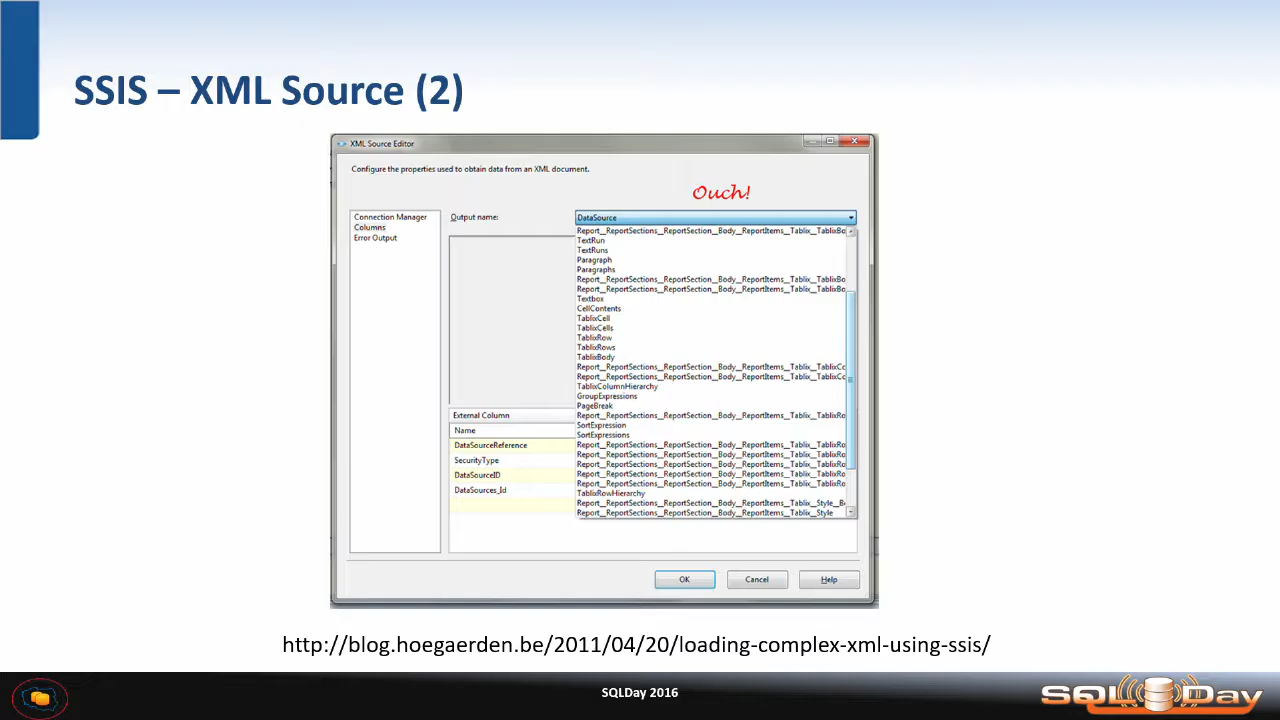 SSIS – XML Source (2)
XML Source Editor
Configure the properties used to obtain data from an XML document.
Ouch!
Connection Manager
Columns
Error Output
Output name:
DataSource
Report__ReportSections__ReportSection__Body__ReportItems__Tablix__TablixBo
TextRun
TextRuns
Paragraph
Paragraphs
Report__ReportSections__ReportSection__Body__ReportItems__Tablix__TablixBo
Report__ReportSections__ReportSection__Body__ReportItems__Tablix__TablixBo
Textbox
CellContents
TablixCell
TablixCells
TablixRow
TablixRows
TablixBody
Report__ReportSections__ReportSection__Body__ReportItems__Tablix__TablixCo
Report__ReportSections__ReportSection__Body__ReportItems__Tablix__TablixCo
TablixColumnHierarchy
GroupExpressions
PageBreak
Report__ReportSections__ReportSection__Body__ReportItems__Tablix__TablixRo
SortExpression
SortExpressions
Report__ReportSections__ReportSection__Body__ReportItems__Tablix__TablixRo
Report__ReportSections__ReportSection__Body__ReportItems__Tablix__TablixRo
Report__ReportSections__ReportSection__Body__ReportItems__Tablix__TablixRo
Report__ReportSections__ReportSection__Body__ReportItems__Tablix__TablixRo
Report__ReportSections__ReportSection__Body__ReportItems__Tablix__TablixRo
TablixRowHierarchy
Report__ReportSections__ReportSection__Body__ReportItems__Tablix__Style__B
Report__ReportSections__ReportSection__Body__ReportItems__Tablix__Style
External Column
Name
DataSourceReference
SecurityType
DataSourceID
DataSources_Id
OK
Cancel
Help
http://blog.hoegaerden.be/2011/04/20/loading-complex-xml-using-ssis/
SQLDay 2016
SQL Day